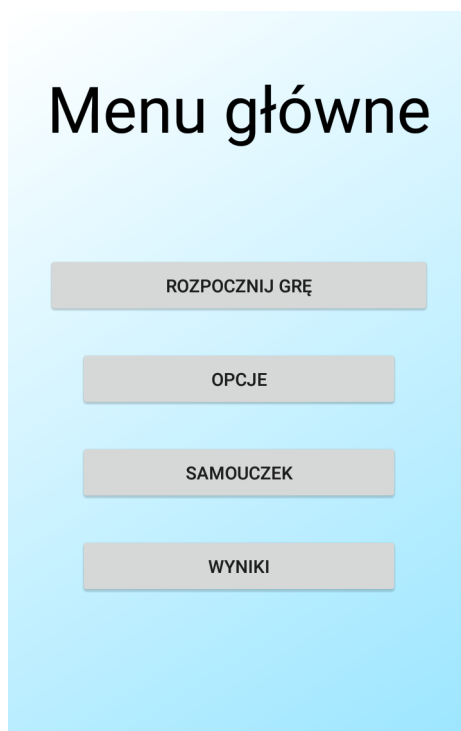 Menu główne
ROZPOCZNIJ GRĘ
OPCJE
SAMOUCZEK
WYNIKI